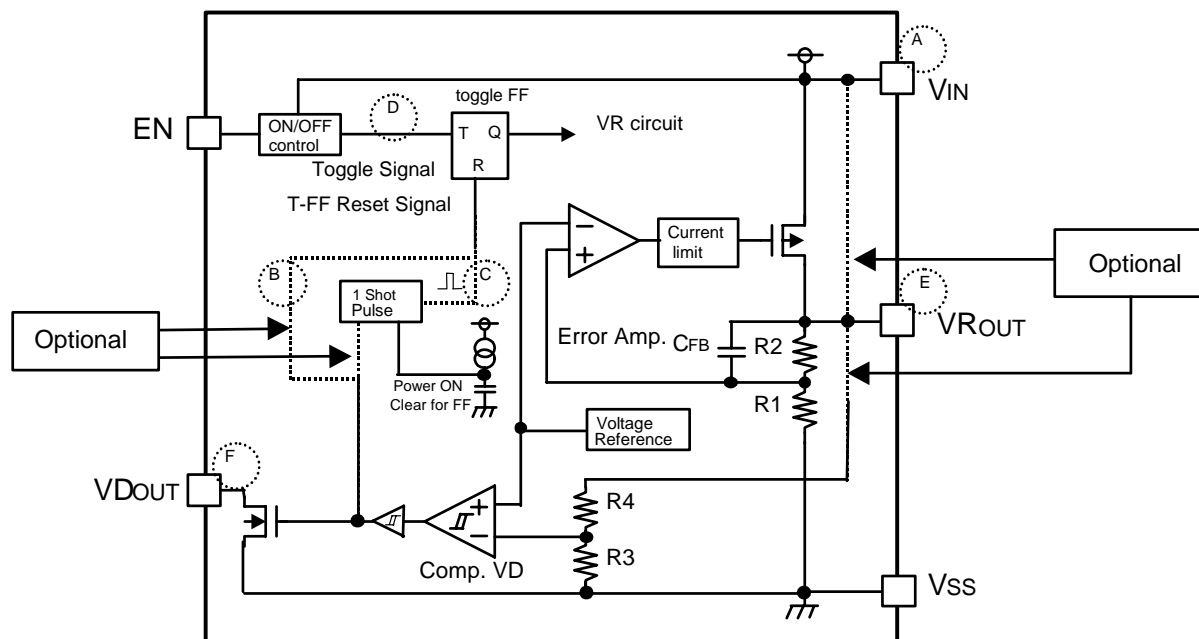 A
VIN
toggle FF
D
EN
ON/OFF
control
T
Q
R
VR circuit
Toggle Signal
T-FF Reset Signal
Current
limit
B
C
1 Shot
Pulse
Optional
E
Optional
VROUT
Error Amp.
CFB
R2
R1
Power ON
Clear for FF
Voltage
Reference
F
VDOUT
R4
R3
Comp. VD
VSS